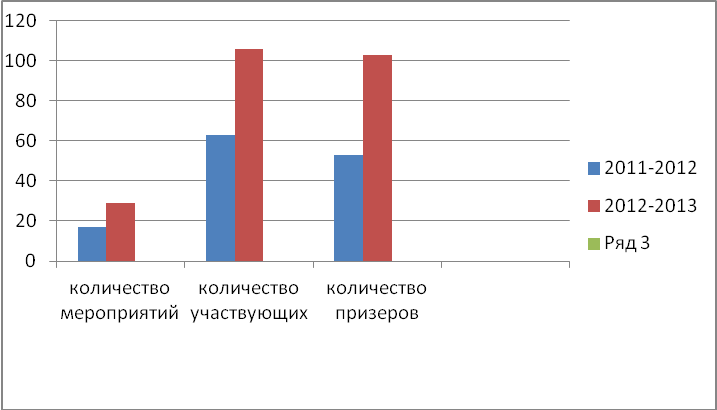 120
100
80
60
40
20
0
количество
мероприятий
количество
участвующих
количество
призеров
2011-2012
2012-2013
Ряд 3